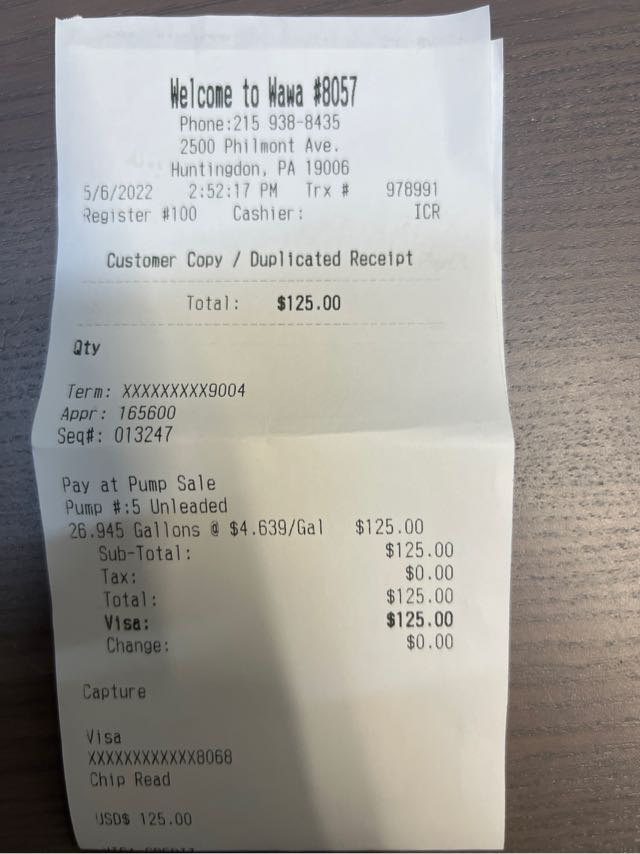 Welcome to Wawa #8057
Phone:215 938-8435
2500 Philmont Ave.
Huntingdon, PA 19006
5/6/2022 2:52:17 PM Trx # 978991
Register #100 Cashier: ICR
Customer Copy / Duplicated Receipt
Total: $125.00
Qty
Term: XXXXXXXXX9004
Appr: 165600
Seq#: 013247
Pay at Pump Sale
Pump #:5 Unleaded
26.945 Gallons @ $4.639/Gal $125.00
Sub-Total: $125.00
Tax: $0.00
Total: $125.00
Visa: $125.00
Change: $0.00
Capture
Visa
XXXXXXXXXXXX8068
Chip Read
USD$ 125.00